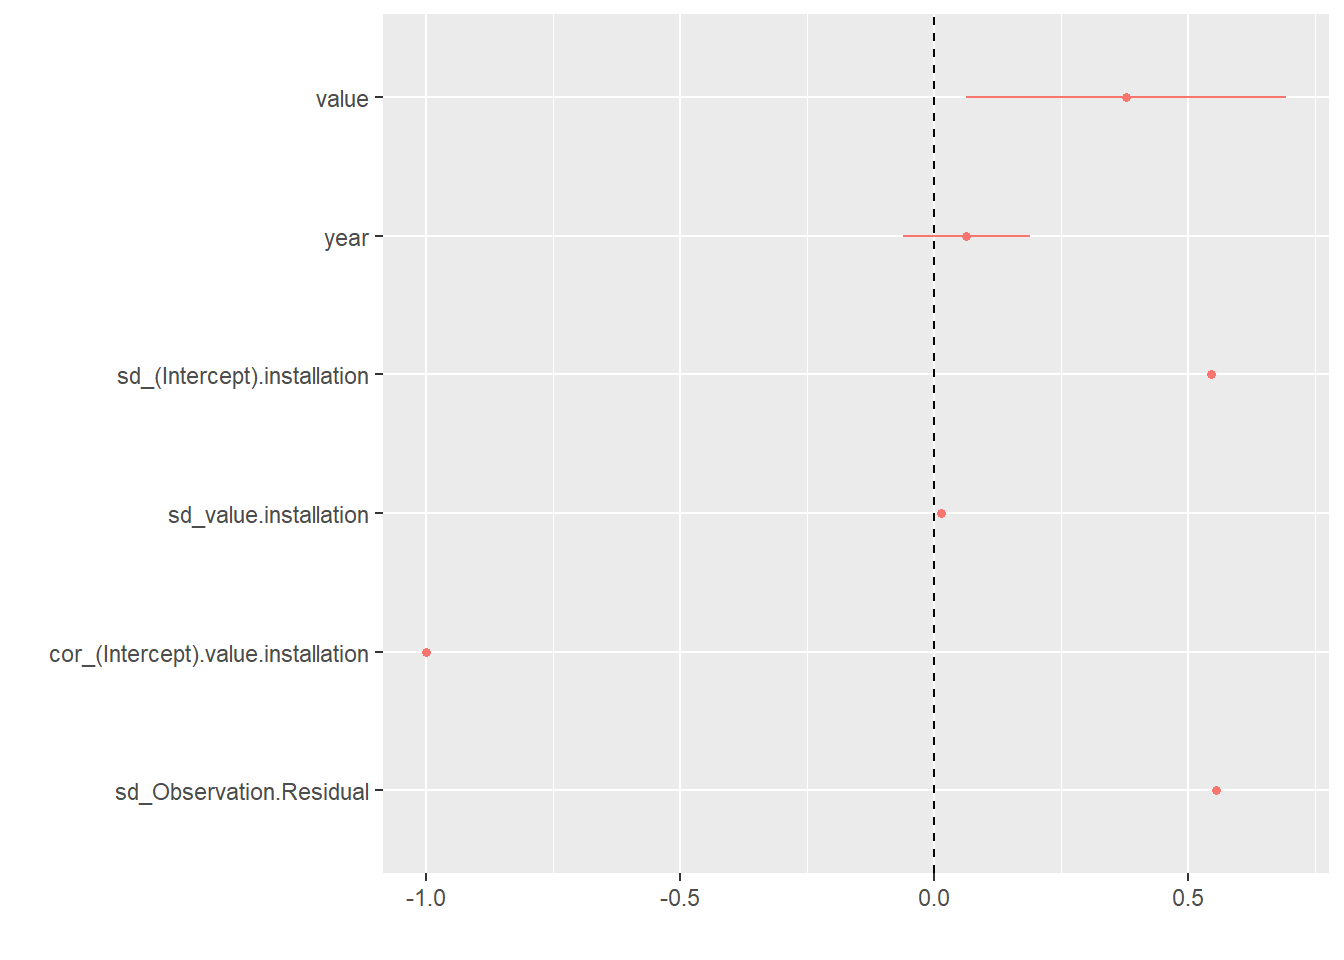 value
year
sd_(Intercept).installation
sd_value.installation
cor_(Intercept).value.installation
sd_Observation.Residual
-1.0 -0.5 0.0 0.5